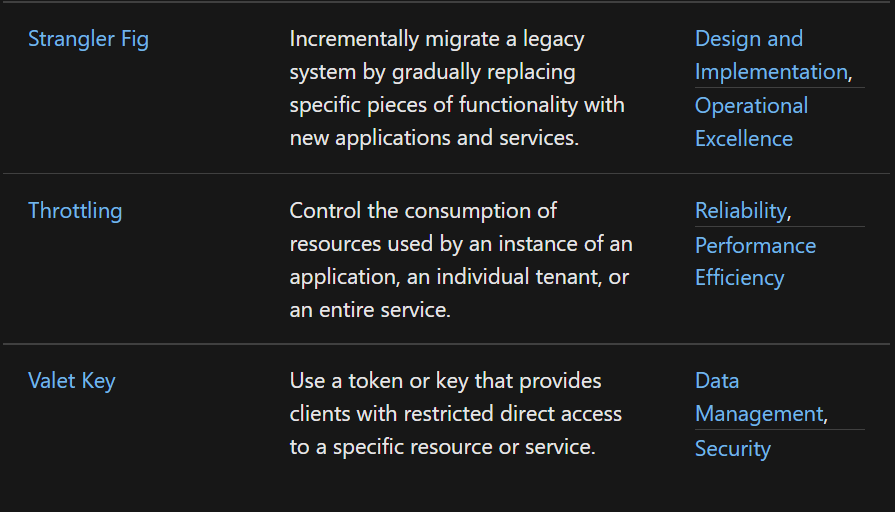 Strangler Fig
Incrementally migrate a legacy
system by gradually replacing
specific pieces of functionality with
new applications and services.
Design and
Implementation,
Operational
Excellence
Throttling
Control the consumption of
resources used by an instance of an
application, an individual tenant, or
an entire service.
Reliability,
Performance
Efficiency
Valet Key
Use a token or key that provides
clients with restricted direct access
to a specific resource or service.
Data
Management,
Security